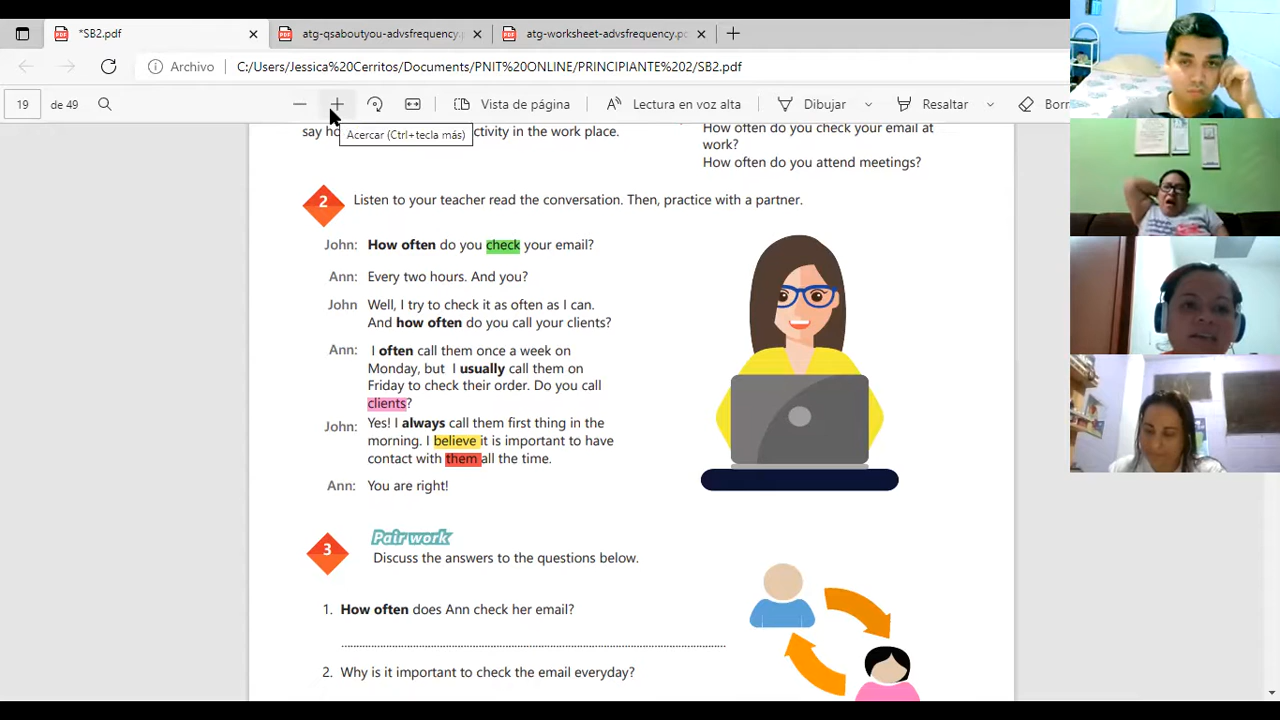 *SB2.pdf
atg-qsaboutyou-advsfrequency.
atg-worksheet-advsfrequency.pd
Archivo
C:/Users/Jessica%20Cerritos/Documents/PNIT%20ONLINE/PRINCIPIANTE%202/SB2.pdf
19 de 49
Vista de página
Lectura en voz alta
Dibujar
Resaltar
Borr
Acercar (Ctrl+tecla más)
ctivity in the work place.
How often do you check your email at
work?
How often do you attend meetings?
2 Listen to your teacher read the conversation. Then, practice with a partner.
John: How often do you check your email?
Ann: Every two hours. And you?
John Well, I try to check it as often as I can.
And how often do you call your clients?
Ann: I often call them once a week on
Monday, but I usually call them on
Friday to check their order. Do you call
clients?
John: Yes! I always call them first thing in the
morning. I believe it is important to have
contact with them all the time.
Ann: You are right!
3 Pair work
Discuss the answers to the questions below.
1. How often does Ann check her email?
2. Why is it important to check the email everyday?